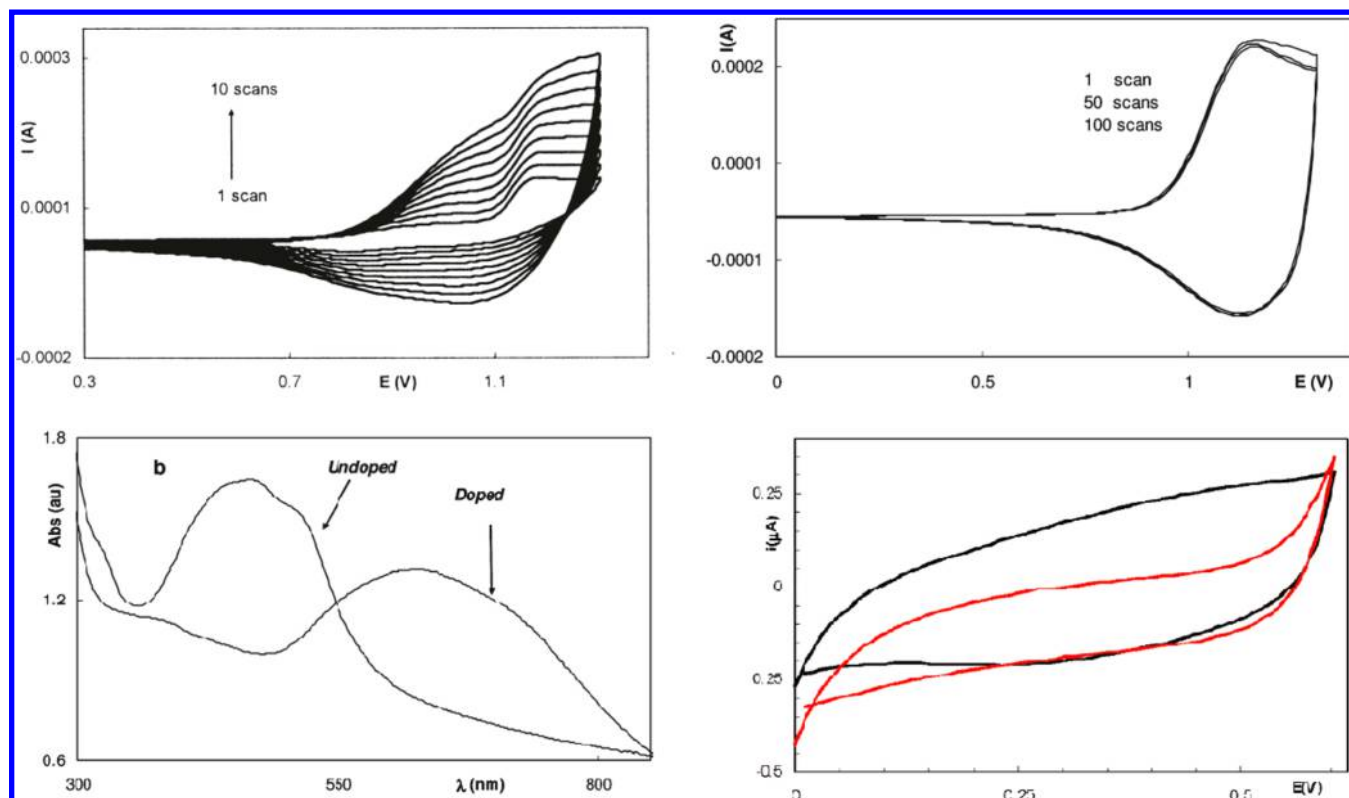 I (A)
0.0003
0.0001
-0.0002
10 scans
1 scan
0.3
0.7
E (V)
1.1
I(A)
0.0002
0.0001
-0.0001
-0.0002
1 scan
50 scans
100 scans
0
0.5
1
E (V)
Abs (au)
1.8
1.2
0.6
b
Undoped
Doped
300
550
λ (nm)
800
i(µA)
0.25
0
0.25
-0.5
0
0.25
0.5
E(V)